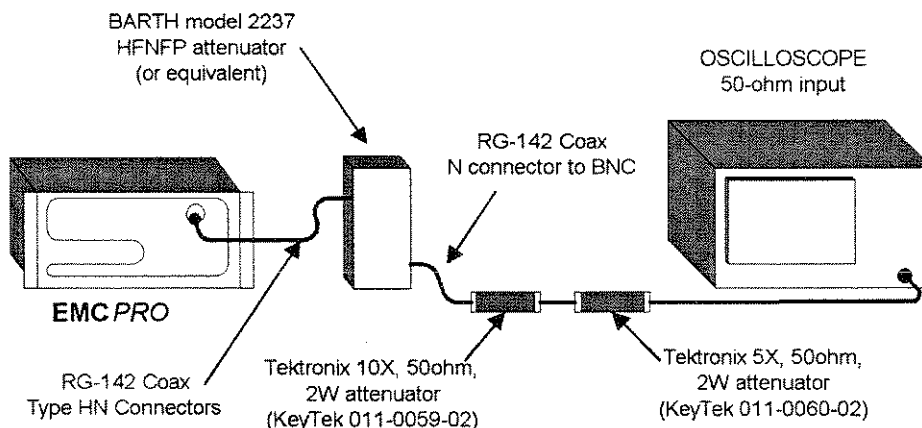 BARTH model 2237
HFNFP attenuator
(or equivalent)
OSCILLOSCOPE
50-ohm input
RG-142 Coax
N connector to BNC
EMCPRO
RG-142 Coax
Type HN Connectors
Tektronix 10X, 50ohm,
2W attenuator
(KeyTek 011-0059-02)
Tektronix 5X, 50ohm,
2W attenuator
(KeyTek 011-0060-02)